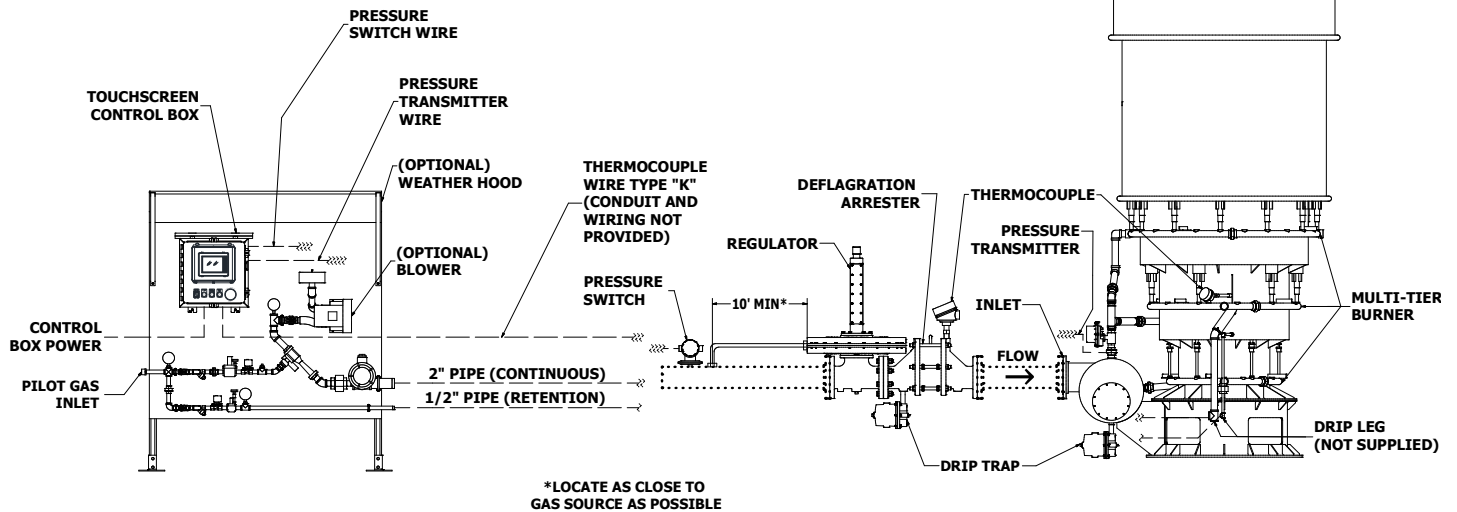 PRESSURE
SWITCH WIRE
TOUCHSCREEN
CONTROL BOX
PRESSURE
TRANSMITTER
WIRE
(OPTIONAL)
WEATHER HOOD
THERMOCOUPLE
WIRE TYPE "K"
(CONDUIT AND
WIRING NOT
PROVIDED)
(OPTIONAL)
BLOWER
DEFLAGRATION
ARRESTER
THERMOCOUPLE
REGULATOR
PRESSURE
TRANSMITTER
PRESSURE
SWITCH
10' MIN*
INLET
MULTI-TIER
BURNER
CONTROL
BOX POWER
FLOW
PILOT GAS
INLET
2" PIPE (CONTINUOUS)
1/2" PIPE (RETENTION)
DRIP LEG
(NOT SUPPLIED)
DRIP TRAP
*LOCATE AS CLOSE TO
GAS SOURCE AS POSSIBLE